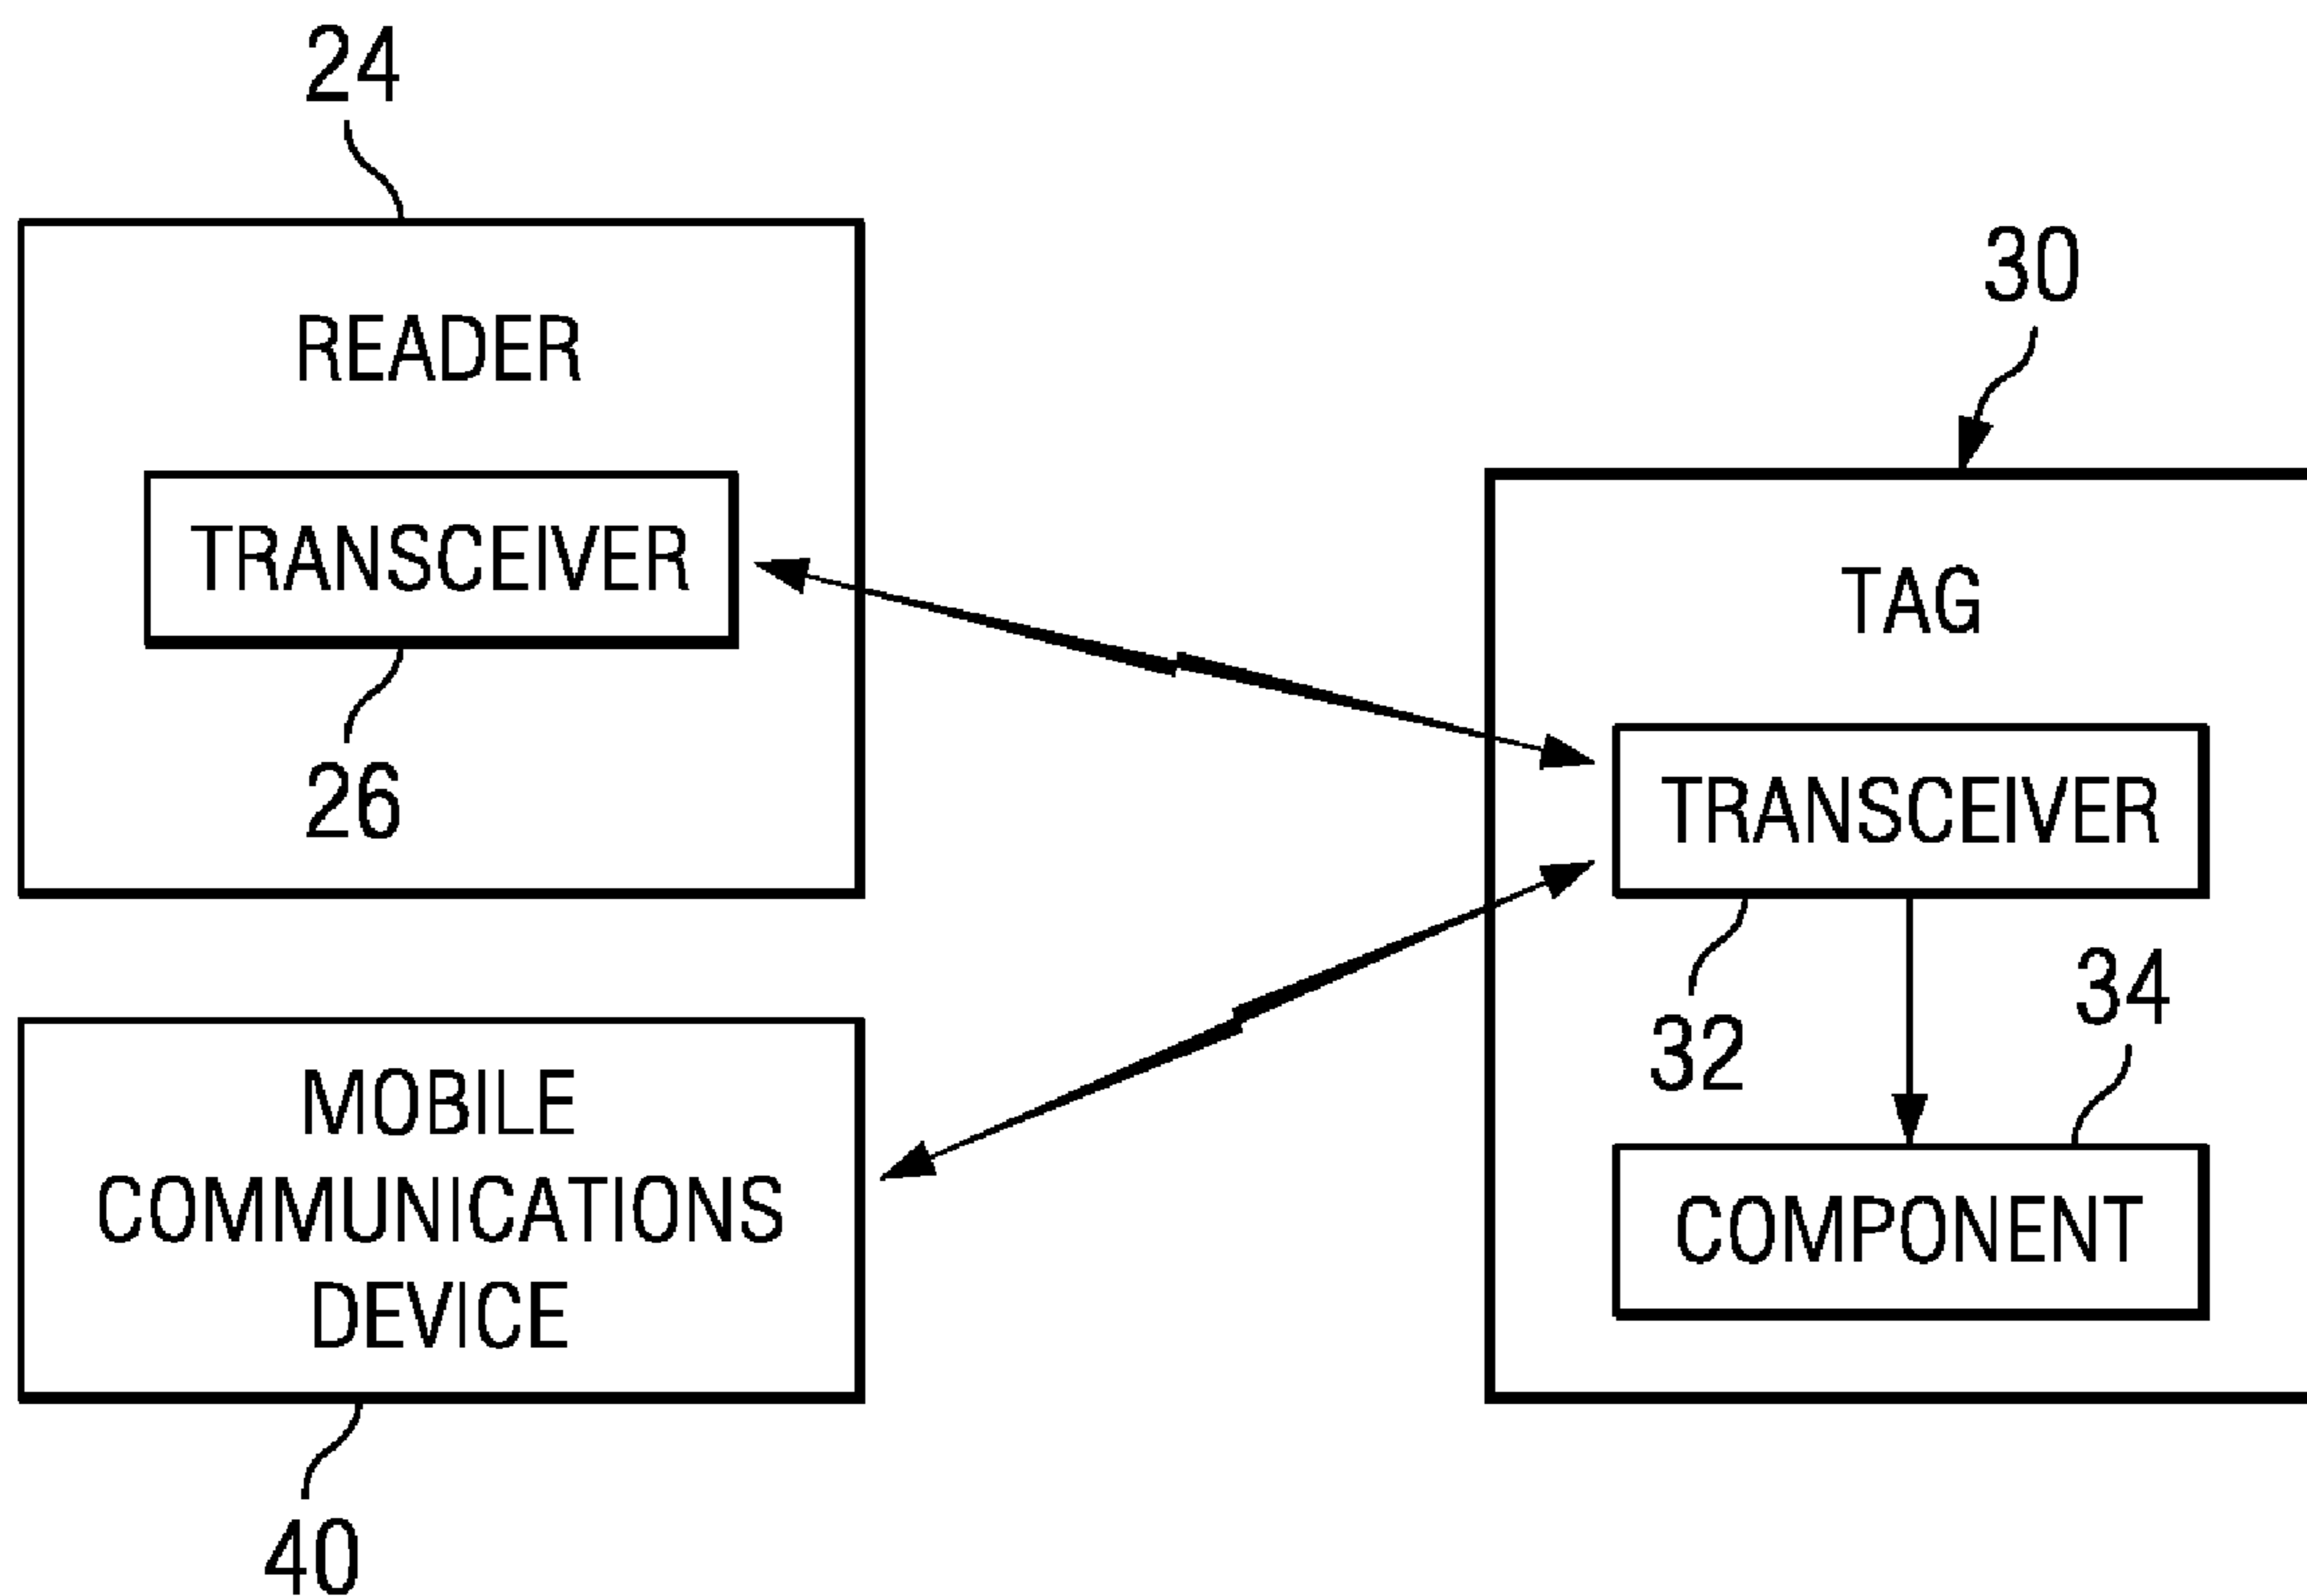 24
READER
TRANSCEIVER
26
30
TAG
TRANSCEIVER
32
34
COMPONENT
MOBILE
COMMUNICATIONS
DEVICE
40